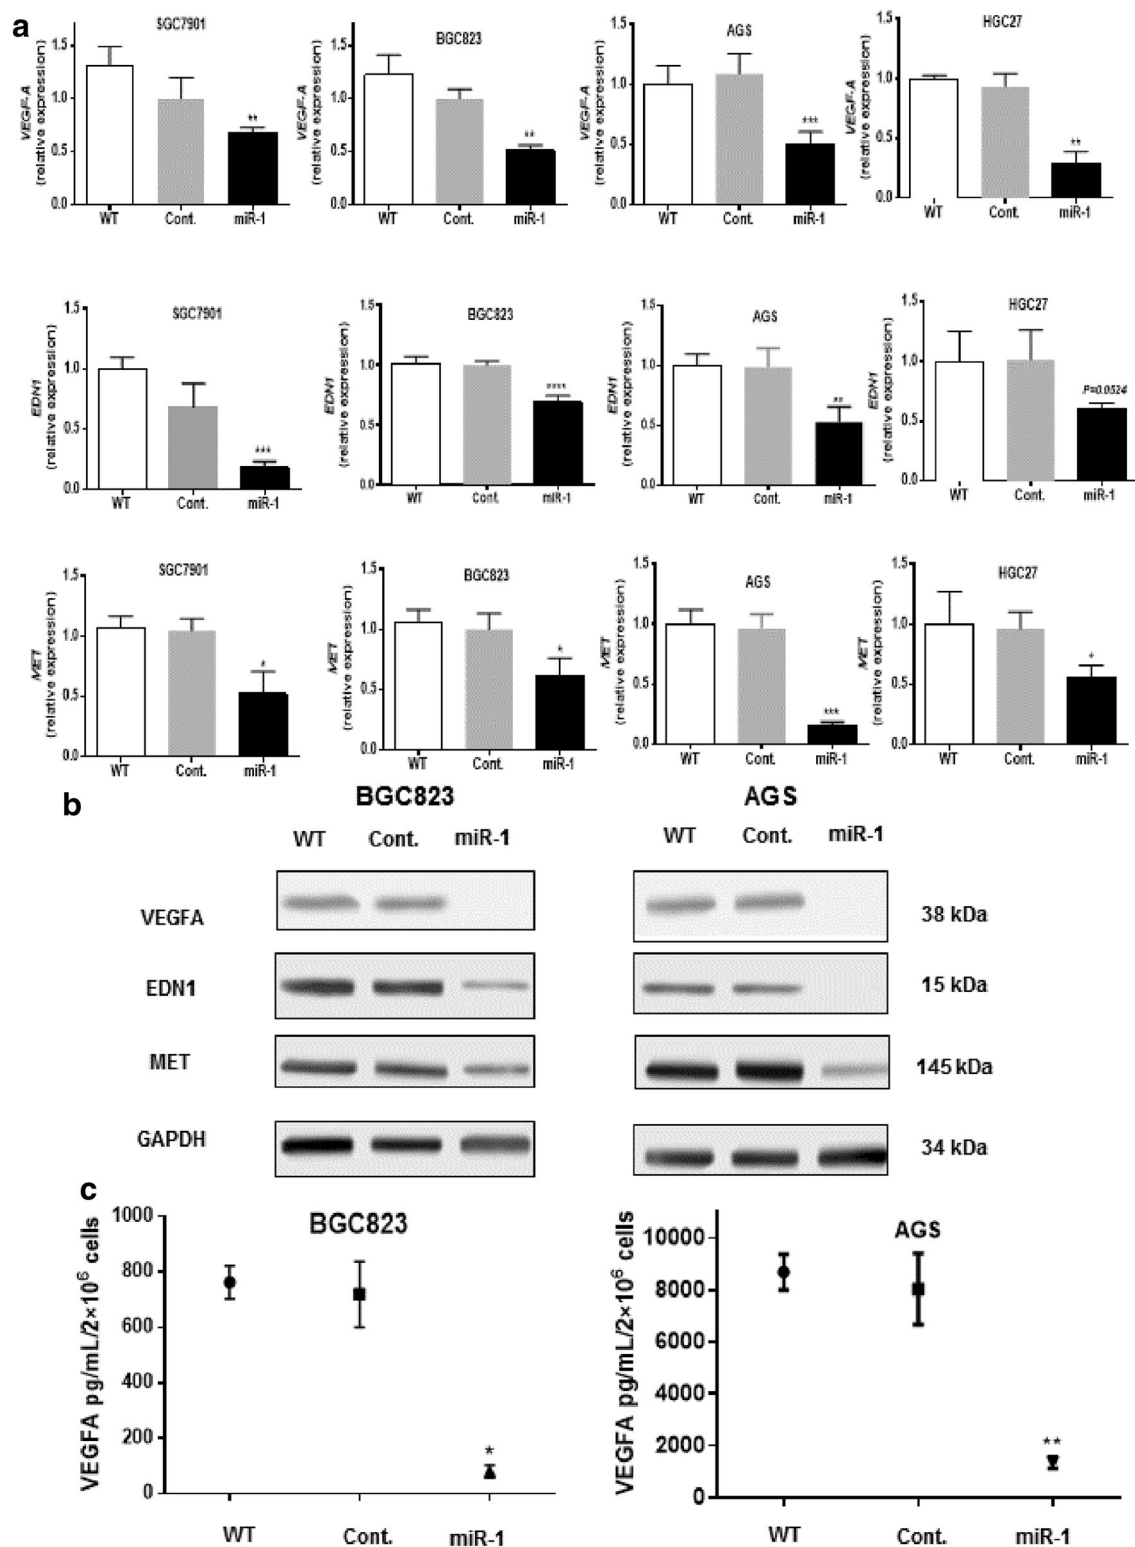 a
SGC7901
VEGF-A
(relative expression)
1.5
1.0
0.5
0.0
**
WT Cont. miR-1
BGC823
VEGF-A
(relative expression)
1.5
1.0
0.5
0.0
**
WT Cont. miR-1
AGS
VEGF-A
(relative expression)
1.5
1.0
0.5
0.0
***
WT Cont. miR-1
HGC27
VEGF-A
(relative expression)
1.5
1.0
0.5
0.0
**
WT Cont. miR-1
SGC7901
EDN1
(relative expression)
1.5
1.0
0.5
0.0
***
WT Cont. miR-1
BGC823
EDN1
(relative expression)
1.5
1.0
0.5
0.0
****
WT Cont. miR-1
AGS
EDN1
(relative expression)
1.5
1.0
0.5
0.0
**
WT Cont. miR-1
HGC27
EDN1
(relative expression)
1.5
1.0
0.5
0.0
P=0.0524
WT Cont. miR-1
SGC7901
MET
(relative expression)
1.5
1.0
0.5
0.0
*
WT Cont. miR-1
BGC823
MET
(relative expression)
1.5
1.0
0.5
0.0
*
WT Cont. miR-1
AGS
MET
(relative expression)
1.5
1.0
0.5
0.0
***
WT Cont. miR-1
HGC27
MET
(relative expression)
1.5
1.0
0.5
0.0
*
WT Cont. miR-1
b
BGC823 AGS
WT Cont. miR-1 WT Cont. miR-1
VEGFA 38 kDa
EDN1 15 kDa
MET 145 kDa
GAPDH 34 kDa
c
BGC823
VEGFA pg/mL/2×10⁶ cells
1000
800
600
400
200
0
*
WT Cont. miR-1
AGS
VEGFA pg/mL/2×10⁶ cells
10000
8000
6000
4000
2000
0
**
WT Cont. miR-1